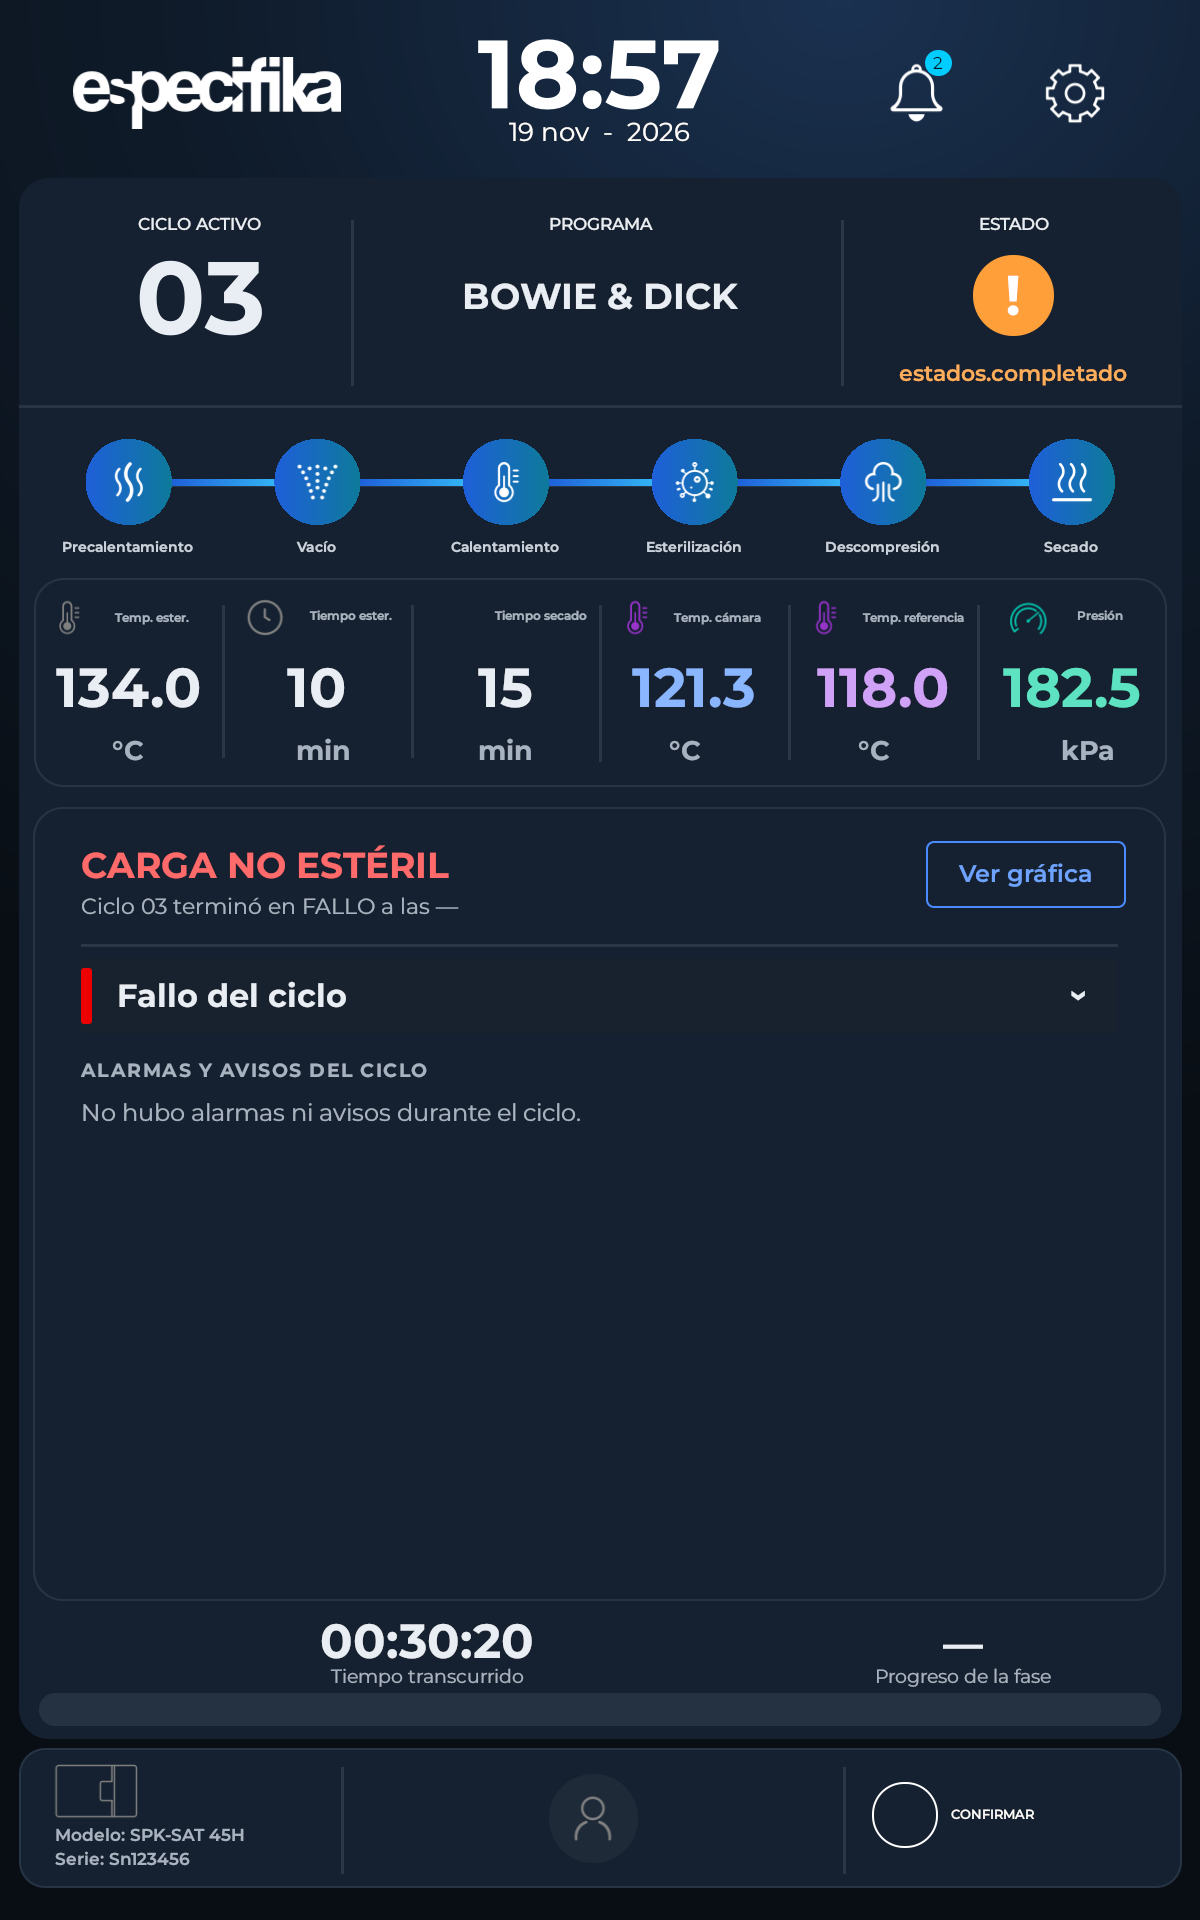 especifika
18:57
19 nov - 2026
2
CICLO ACTIVO
03
PROGRAMA
BOWIE & DICK
ESTADO
!
estados.completado
Precalentamiento
Vacío
Calentamiento
Esterilización
Descompresión
Secado
Temp. ester.
134.0
°C
Tiempo ester.
10
min
Tiempo secado
15
min
Temp. cámara
121.3
°C
Temp. referencia
118.0
°C
Presión
182.5
kPa
CARGA NO ESTÉRIL
Ciclo 03 terminó en FALLO a las —
Ver gráfica
Fallo del ciclo
ALARMAS Y AVISOS DEL CICLO
No hubo alarmas ni avisos durante el ciclo.
00:30:20
Tiempo transcurrido
—
Progreso de la fase
Modelo: SPK-SAT 45H
Serie: Sn123456
CONFIRMAR